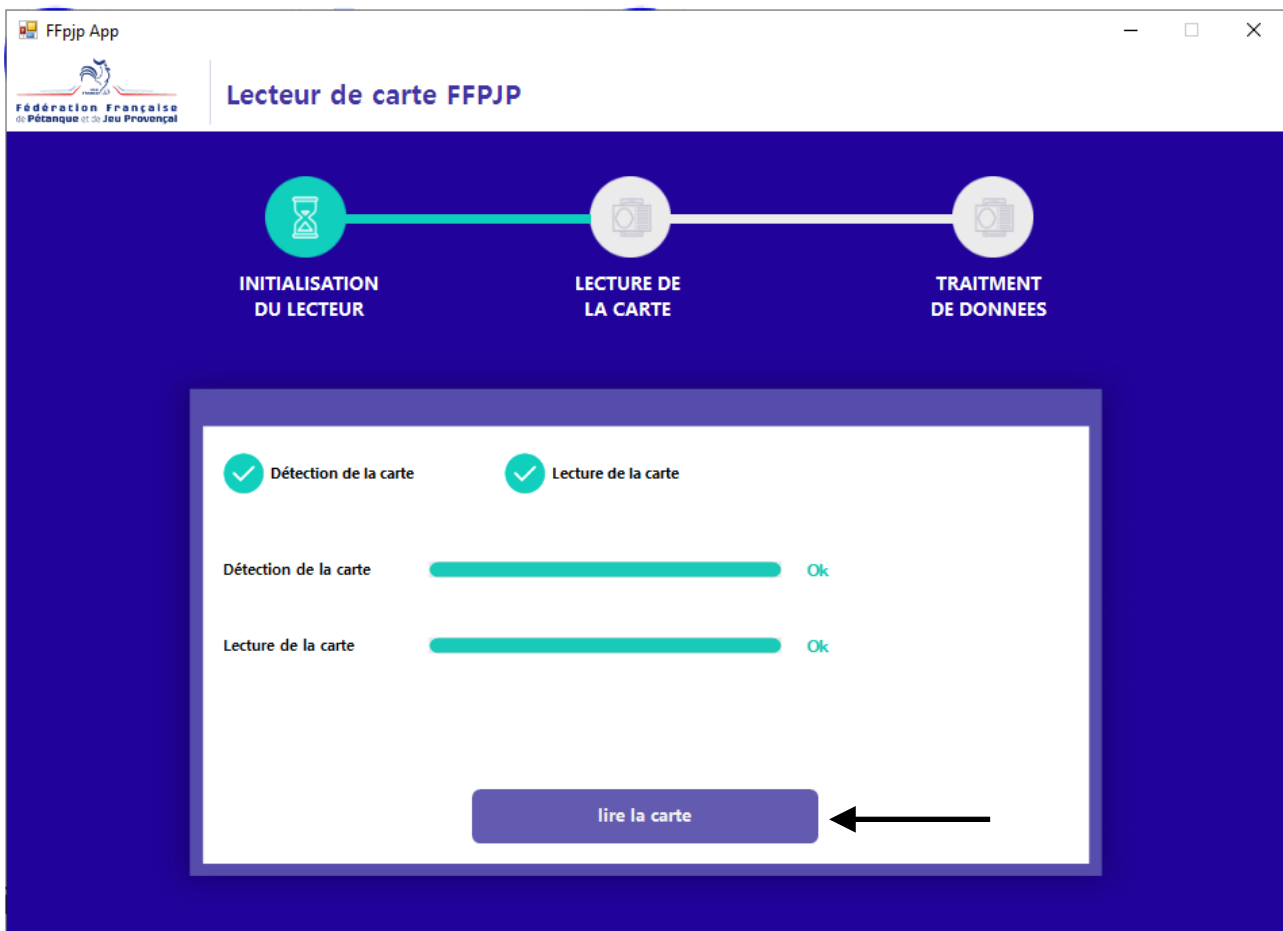 FFpjp App
Fédération Française
de Pétanque et de Jeu Provençal
Lecteur de carte FFPJP
INITIALISATION
DU LECTEUR
LECTURE DE
LA CARTE
TRAITMENT
DE DONNEES
Détection de la carte
Lecture de la carte
Détection de la carte Ok
Lecture de la carte Ok
lire la carte